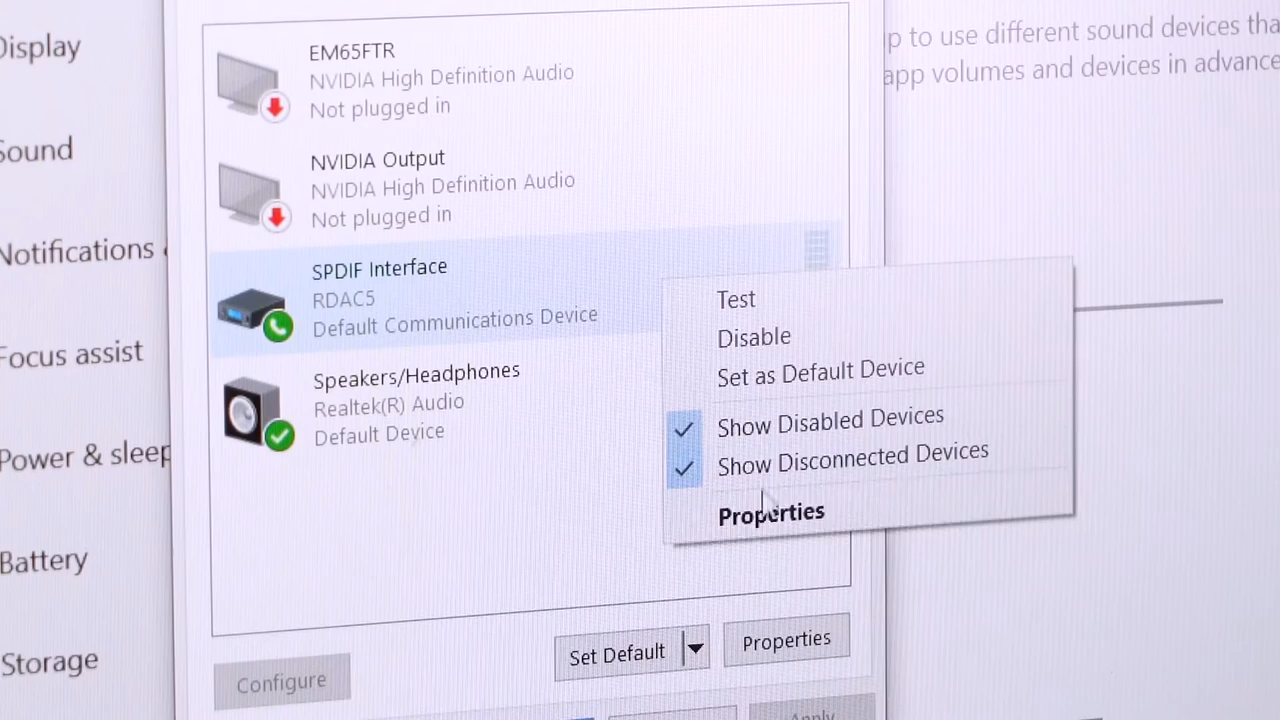 Display
Sound
Notifications
Focus assist
Power & sleep
Battery
Storage
EM65FTR
NVIDIA High Definition Audio
Not plugged in
NVIDIA Output
NVIDIA High Definition Audio
Not plugged in
SPDIF Interface
RDAC5
Default Communications Device
Speakers/Headphones
Realtek(R) Audio
Default Device
Test
Disable
Set as Default Device
Show Disabled Devices
Show Disconnected Devices
Properties
Configure
Set Default
Properties
Apply
p to use different sound devices tha
app volumes and devices in advance